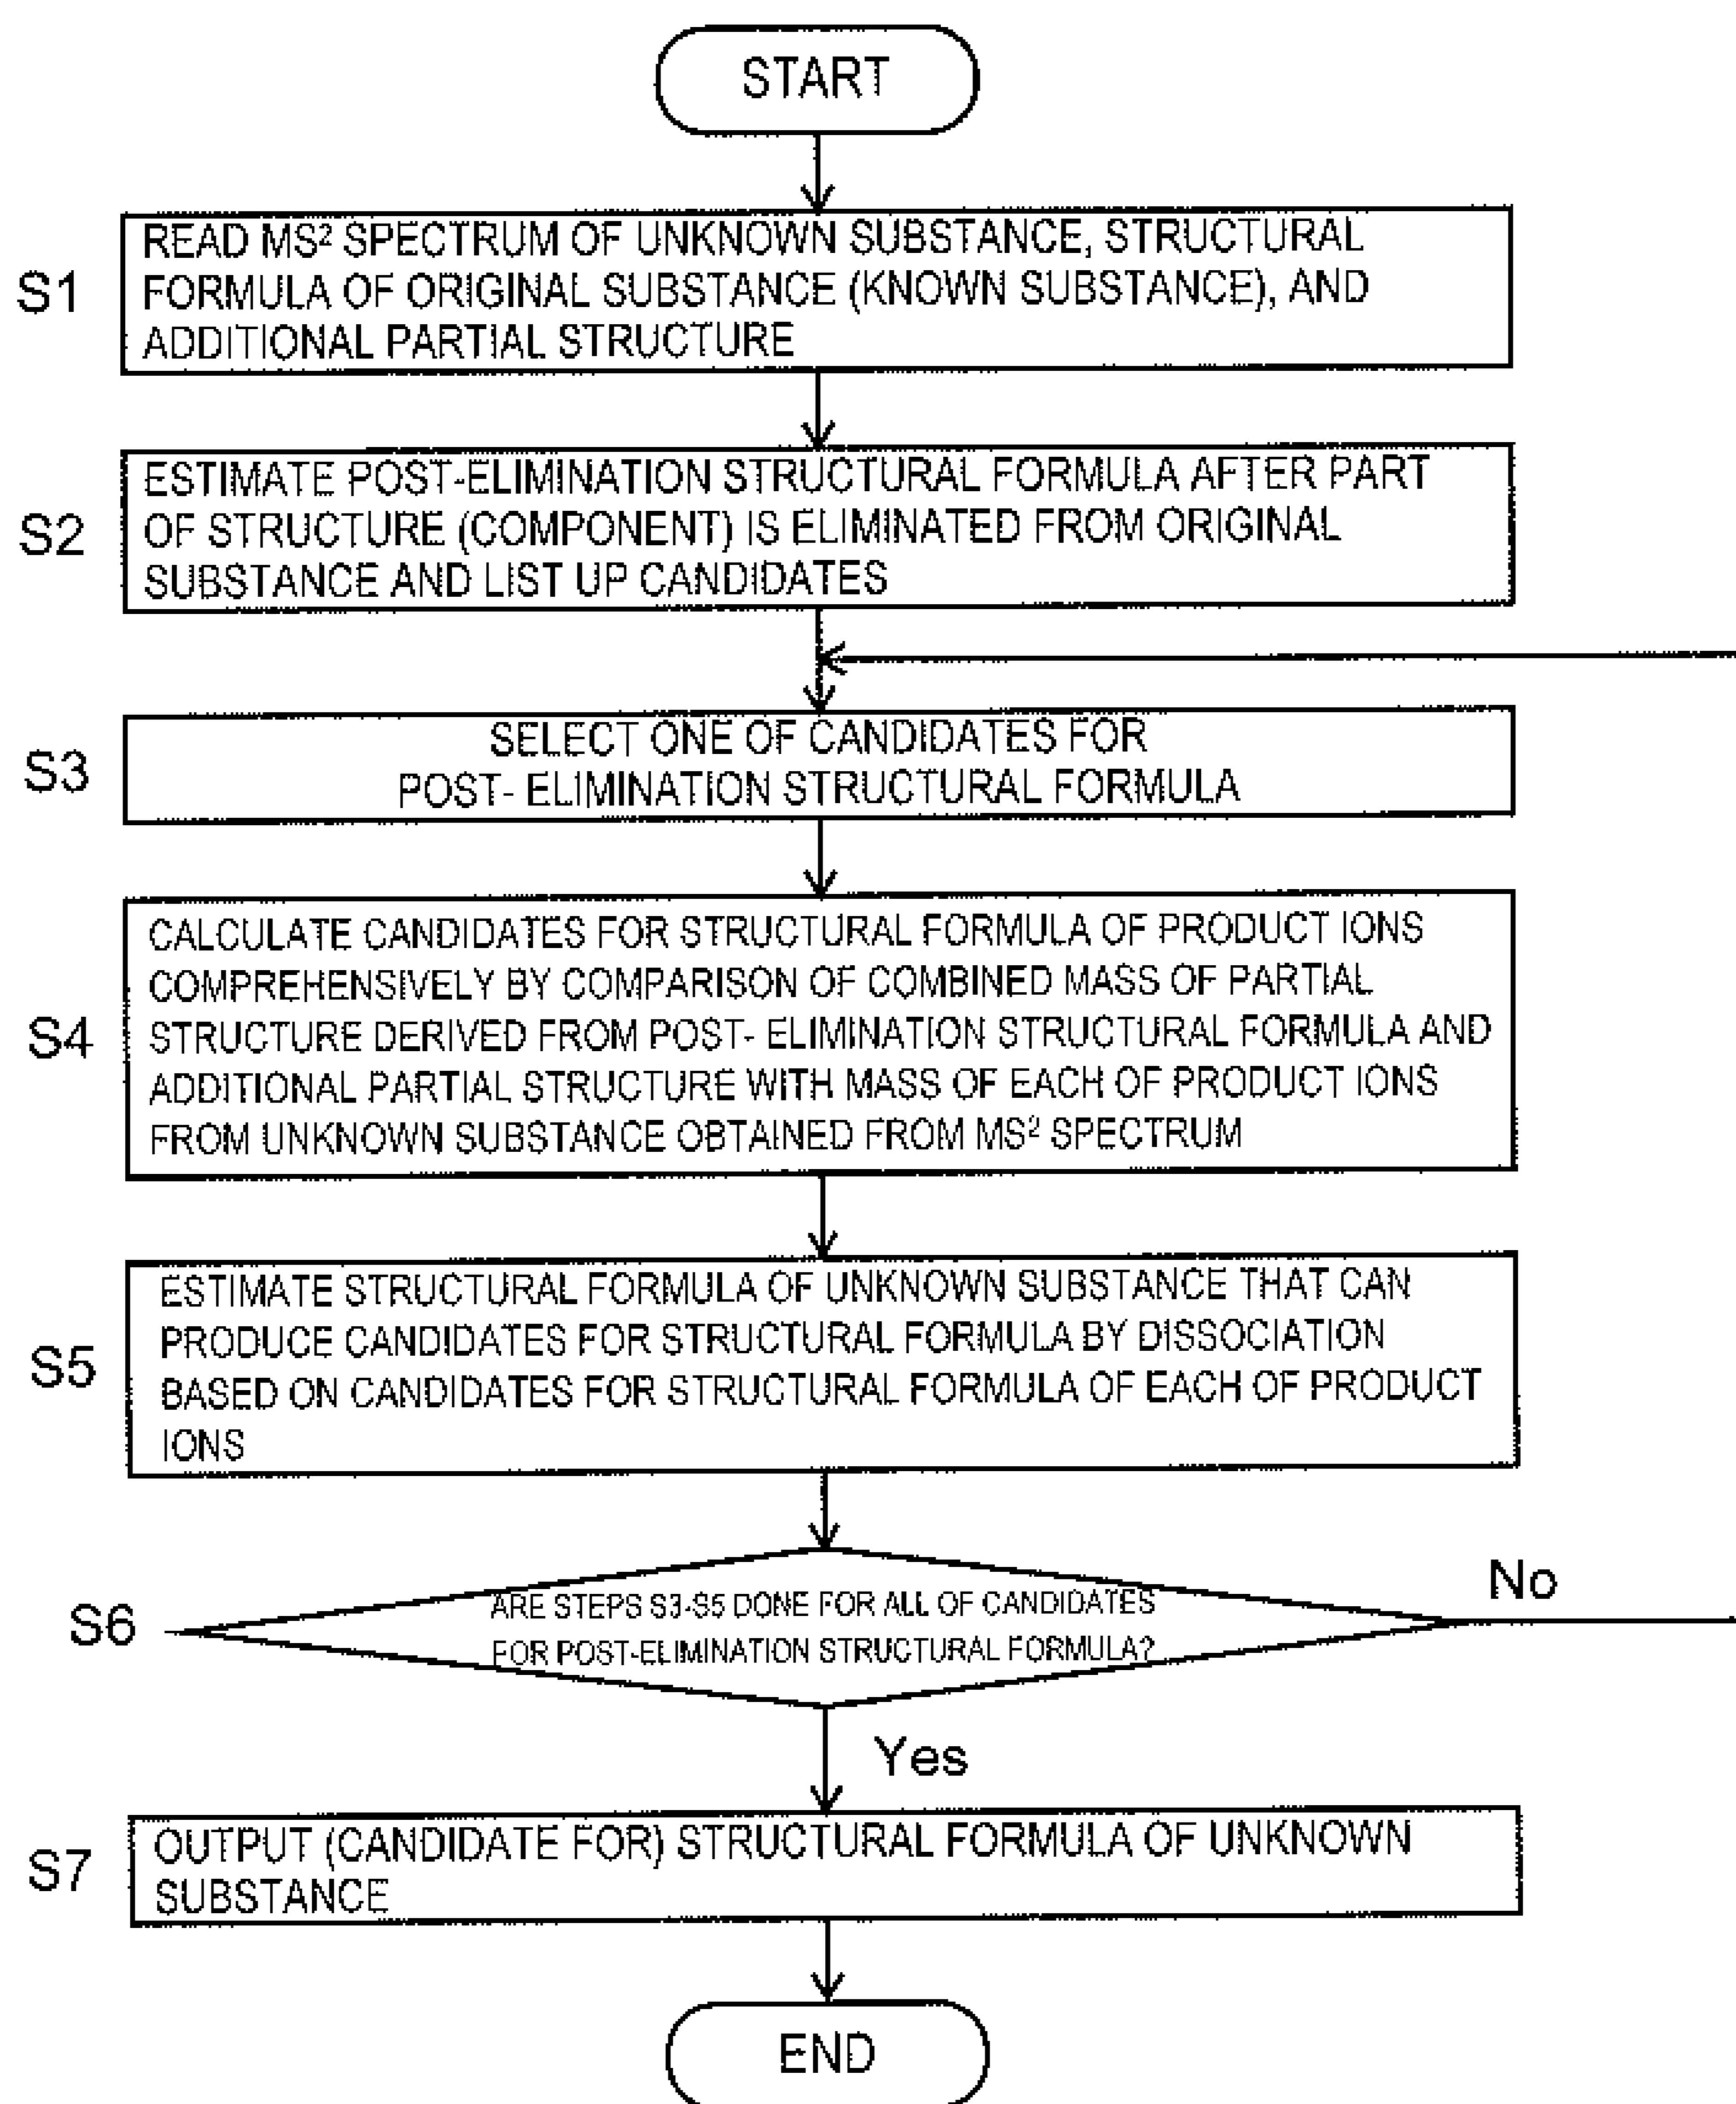 START
S1
READ MS² SPECTRUM OF UNKNOWN SUBSTANCE, STRUCTURAL
FORMULA OF ORIGINAL SUBSTANCE (KNOWN SUBSTANCE), AND
ADDITIONAL PARTIAL STRUCTURE
S2
ESTIMATE POST-ELIMINATION STRUCTURAL FORMULA AFTER PART
OF STRUCTURE (COMPONENT) IS ELIMINATED FROM ORIGINAL
SUBSTANCE AND LIST UP CANDIDATES
S3
SELECT ONE OF CANDIDATES FOR
POST- ELIMINATION STRUCTURAL FORMULA
S4
CALCULATE CANDIDATES FOR STRUCTURAL FORMULA OF PRODUCT IONS
COMPREHENSIVELY BY COMPARISON OF COMBINED MASS OF PARTIAL
STRUCTURE DERIVED FROM POST- ELIMINATION STRUCTURAL FORMULA AND
ADDITIONAL PARTIAL STRUCTURE WITH MASS OF EACH OF PRODUCT IONS
FROM UNKNOWN SUBSTANCE OBTAINED FROM MS² SPECTRUM
S5
ESTIMATE STRUCTURAL FORMULA OF UNKNOWN SUBSTANCE THAT CAN
PRODUCE CANDIDATES FOR STRUCTURAL FORMULA BY DISSOCIATION
BASED ON CANDIDATES FOR STRUCTURAL FORMULA OF EACH OF PRODUCT
IONS
S6
ARE STEPS S3-S5 DONE FOR ALL OF CANDIDATES
FOR POST-ELIMINATION STRUCTURAL FORMULA?
No
Yes
S7
OUTPUT (CANDIDATE FOR) STRUCTURAL FORMULA OF UNKNOWN
SUBSTANCE
END